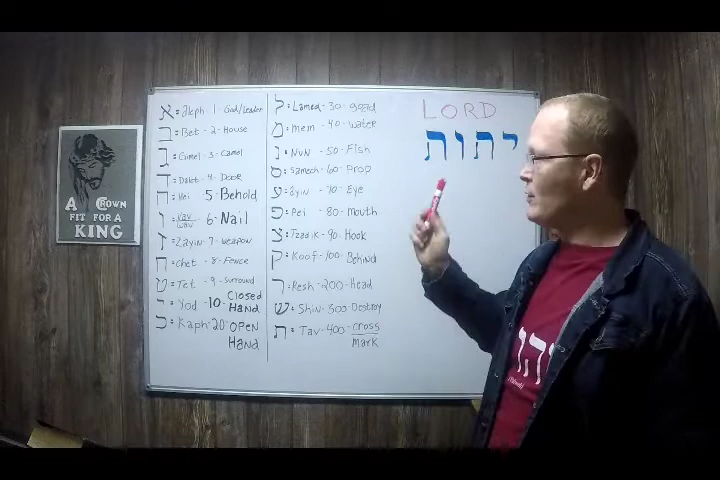 A CROWN
FIT FOR A
KING
א = aleph - 1 - God/Leader
ב = Bet - 2 - House
ג = Gimel - 3 - Camel
ד = Dalet - 4 - Door
ה = Hei 5 - Behold
ו = Vav/waw - 6 - Nail
ז = Zayin - 7 - weapon
ח = Chet - 8 - Fence
ט = Tet - 9 - Surround
י = Yod - 10 - Closed Hand
כ = Kaph - 20 - Open Hand
ל = Lamed - 30 - goad
מ = mem - 40 - water
נ = Nun - 50 - Fish
ס = Samech - 60 - Prop
ע = Ayin - 70 - Eye
פ = Pei - 80 - Mouth
צ = Tzadik - 90 - Hook
ק = Koof - 100 - Behind
ר = Resh - 200 - Head
ש = Shin - 300 - Destroy
ת = Tav - 400 - cross mark
LORD
יתות
יהו